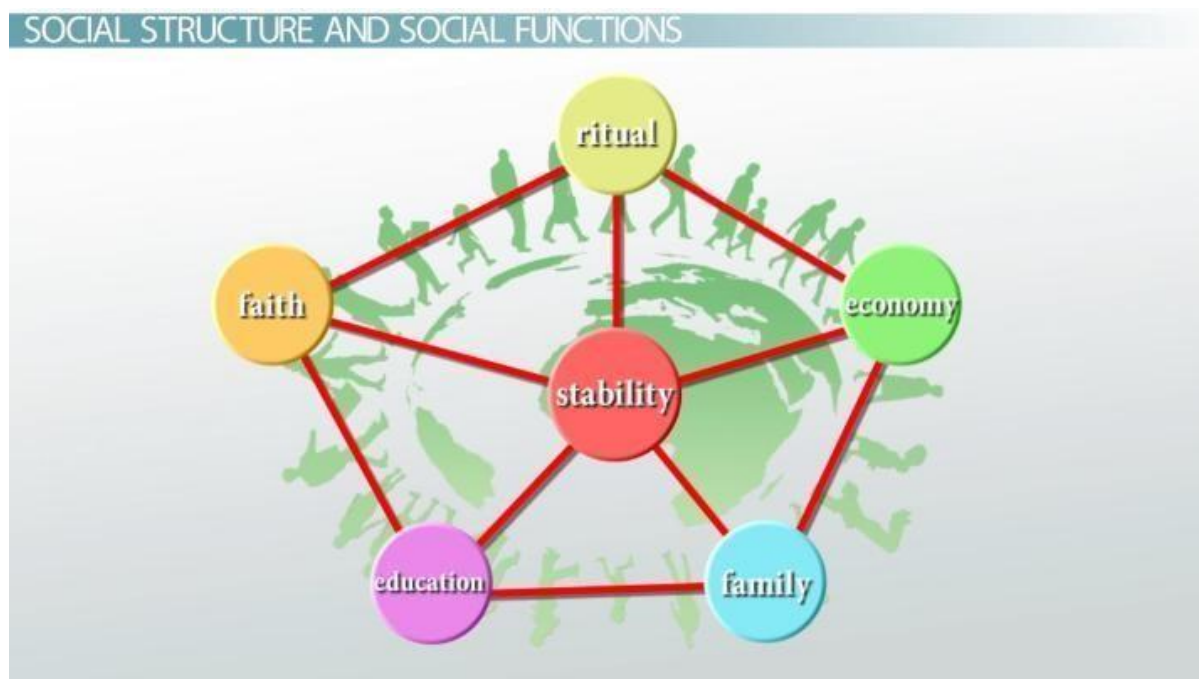 SOCIAL STRUCTURE AND SOCIAL FUNCTIONS
ritual
faith
economy
stability
education
family